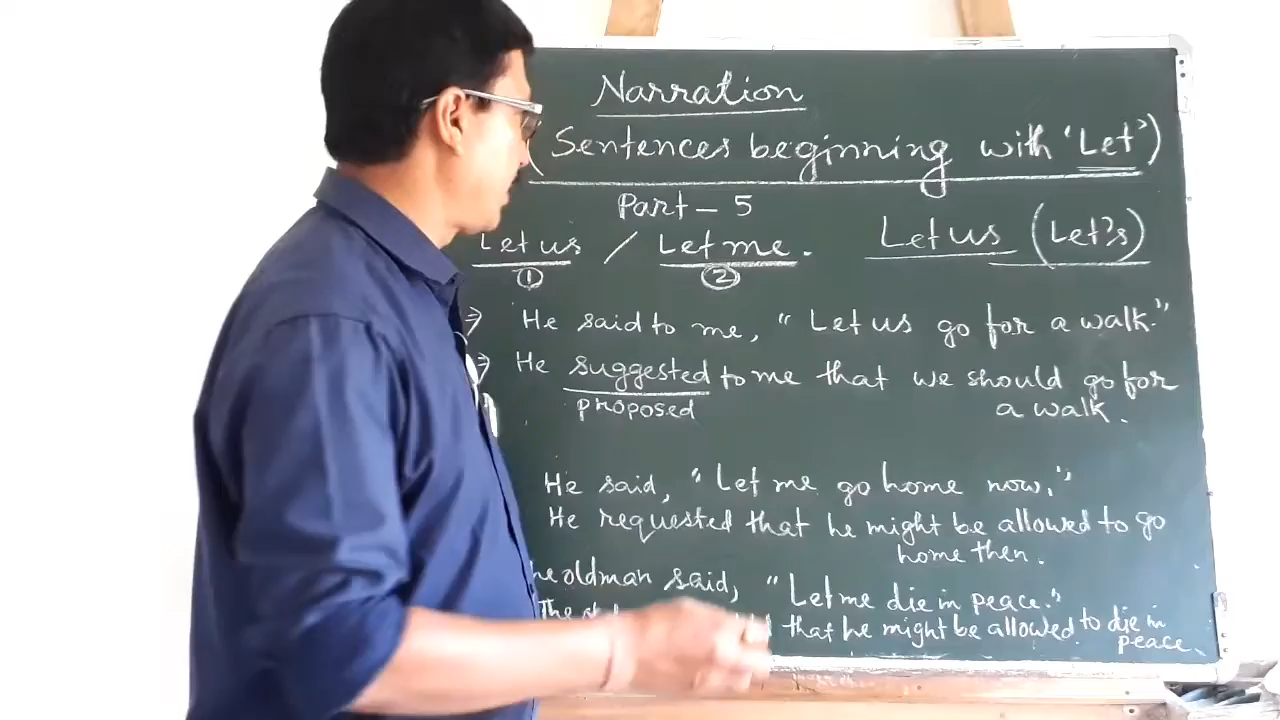 Narration
(Sentences beginning with 'Let')
Part - 5
Let us / Let me. Let us (Let's)
① ②
⇒ He said to me, "Let us go for a walk."
⇒ He suggested to me that we should go for
proposed a walk.
He said, "Let me go home now."
He requested that he might be allowed to go
home then.
oldman said, "Let me die in peace."
The that he might be allowed to die in
peace.